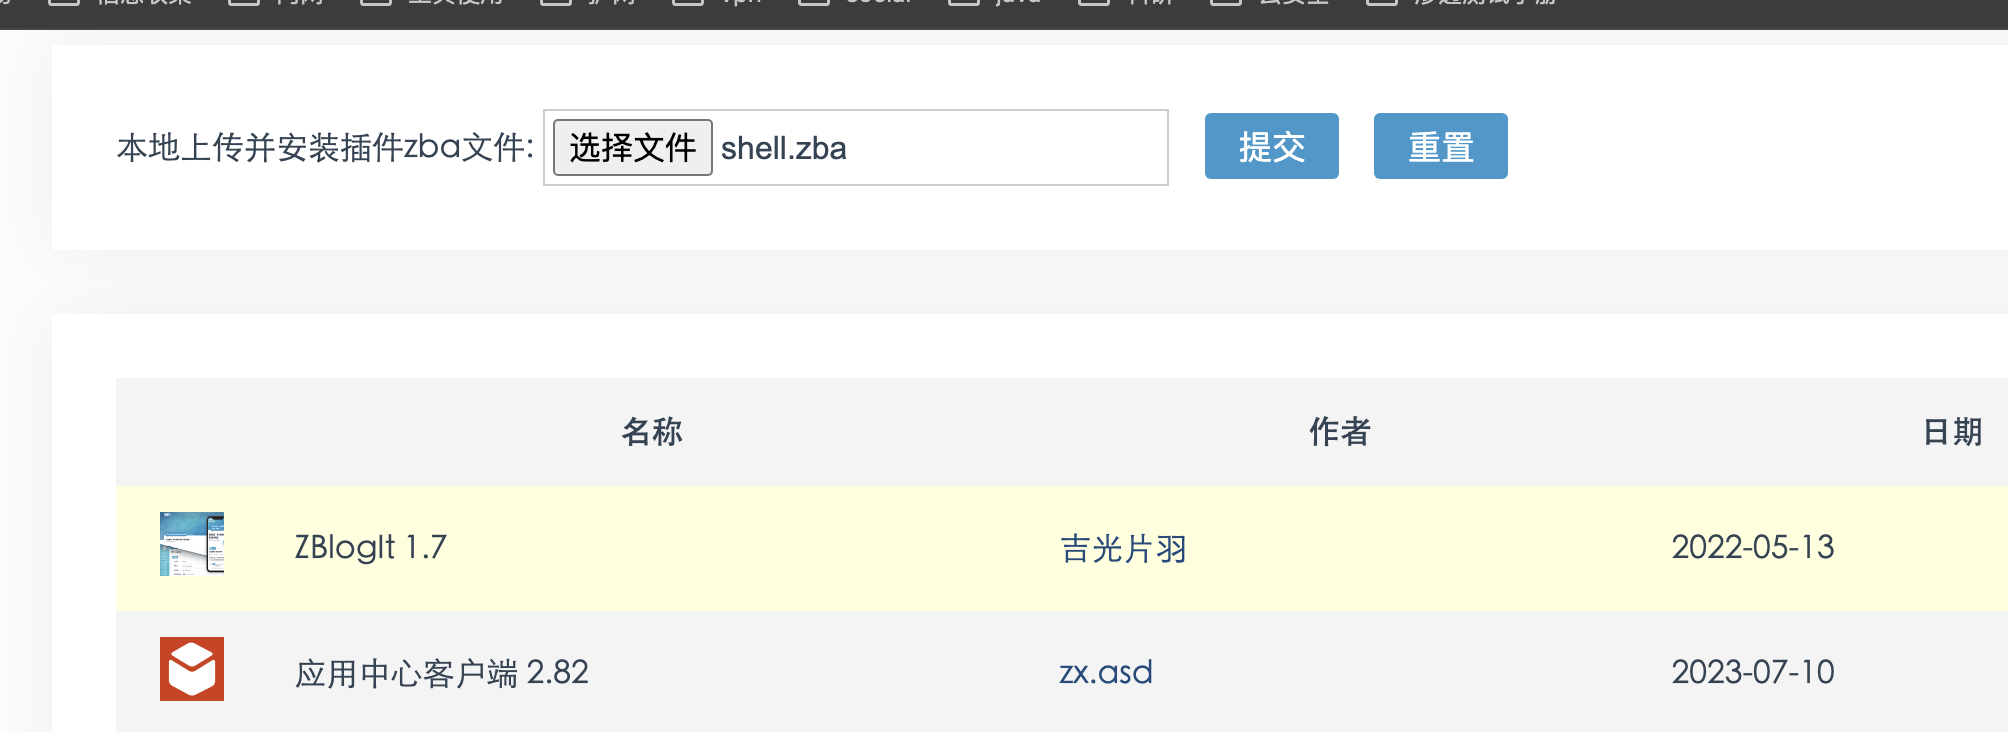 本地上传并安装插件zba文件: 选择文件 shell.zba 提交 重置
名称 作者 日期
ZBlogIt 1.7 吉光片羽 2022-05-13
应用中心客户端 2.82 zx.asd 2023-07-10